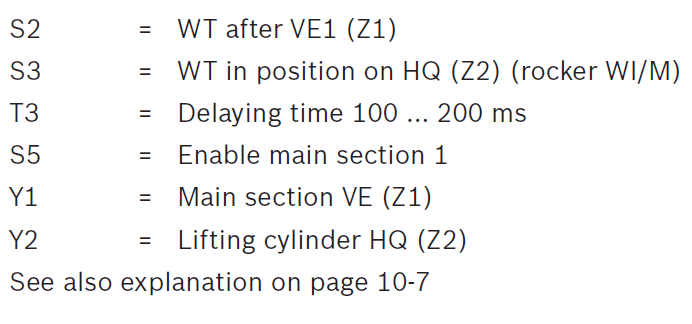 S2 = WT after VE1 (Z1)
S3 = WT in position on HQ (Z2) (rocker WI/M)
T3 = Delaying time 100 ... 200 ms
S5 = Enable main section 1
Y1 = Main section VE (Z1)
Y2 = Lifting cylinder HQ (Z2)
See also explanation on page 10-7